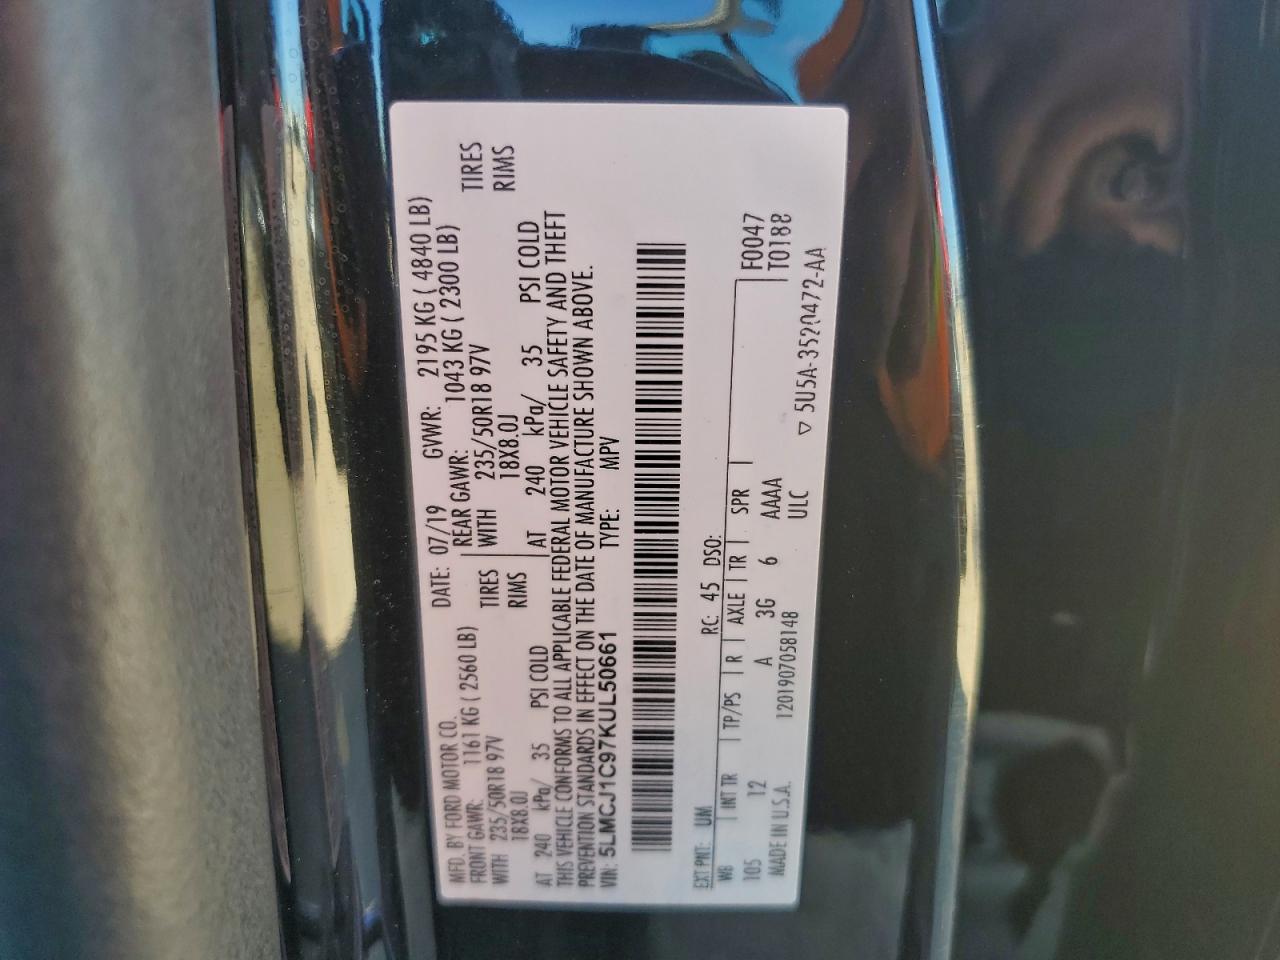 MFD. BY FORD MOTOR CO. DATE: 07/19 GVWR: 2195 KG ( 4840 LB)
FRONT GAWR: 1161 KG ( 2560 LB) REAR GAWR: 1043 KG ( 2300 LB)
WITH 235/50R18 97V TIRES WITH 235/50R18 97V TIRES
18X8.0J RIMS 18X8.0J RIMS
AT 240 kPa/ 35 PSI COLD AT 240 kPa/ 35 PSI COLD
THIS VEHICLE CONFORMS TO ALL APPLICABLE FEDERAL MOTOR VEHICLE SAFETY AND THEFT
PREVENTION STANDARDS IN EFFECT ON THE DATE OF MANUFACTURE SHOWN ABOVE.
VIN: 5LMCJ1C97KUL50661 TYPE: MPV
EXT PNT: UM RC: 45 DSO: F0047
WB INT TR TP/PS R AXLE TR SPR T0188
105 12 A 3G 6 AAAA
MADE IN U.S.A. 1201907058148 ULC
▽ 5U5A-3520472-AA